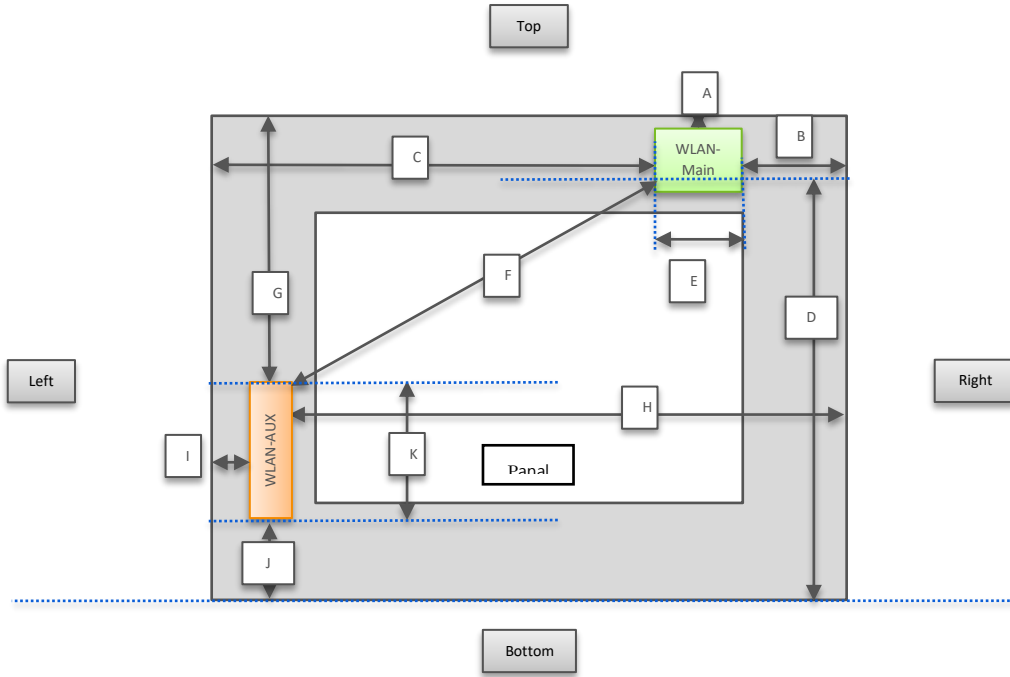 Top
A
B
WLAN-
Main
C
F
E
G
D
Left
Right
H
I
WLAN-AUX
K
Panal
J
Bottom